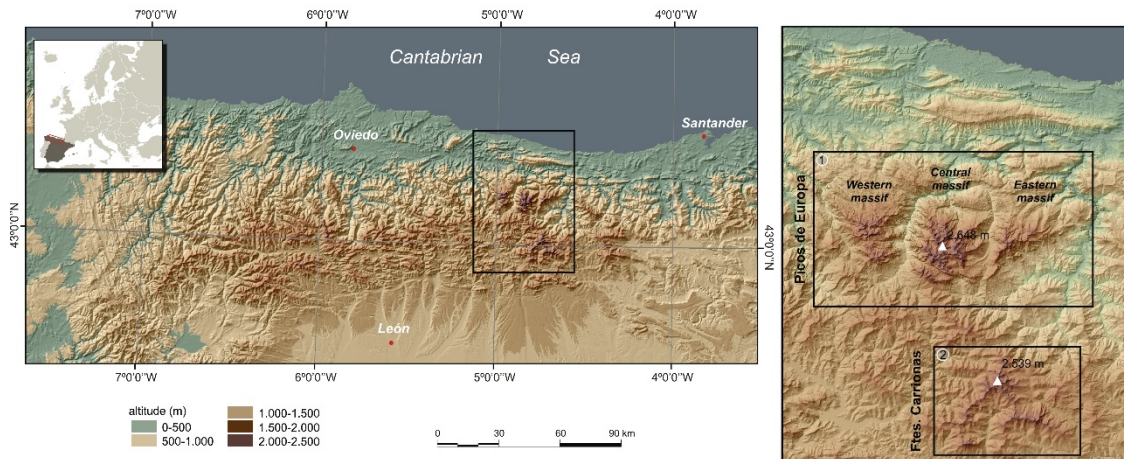 7°0'0"W
6°0'0"W
5°0'0"W
4°0'0"W
Cantabrian Sea
Oviedo
Santander
43°0'0"N
43°0'0"N
León
7°0'0"W
6°0'0"W
5°0'0"W
4°0'0"W
altitude (m)
0-500
500-1.000
1.000-1.500
1.500-2.000
2.000-2.500
0 30 60 90 km
1
Western massif
Central massif
Eastern massif
2.648 m
Picos de Europa
2
2.539 m
Ftes. Carrionas